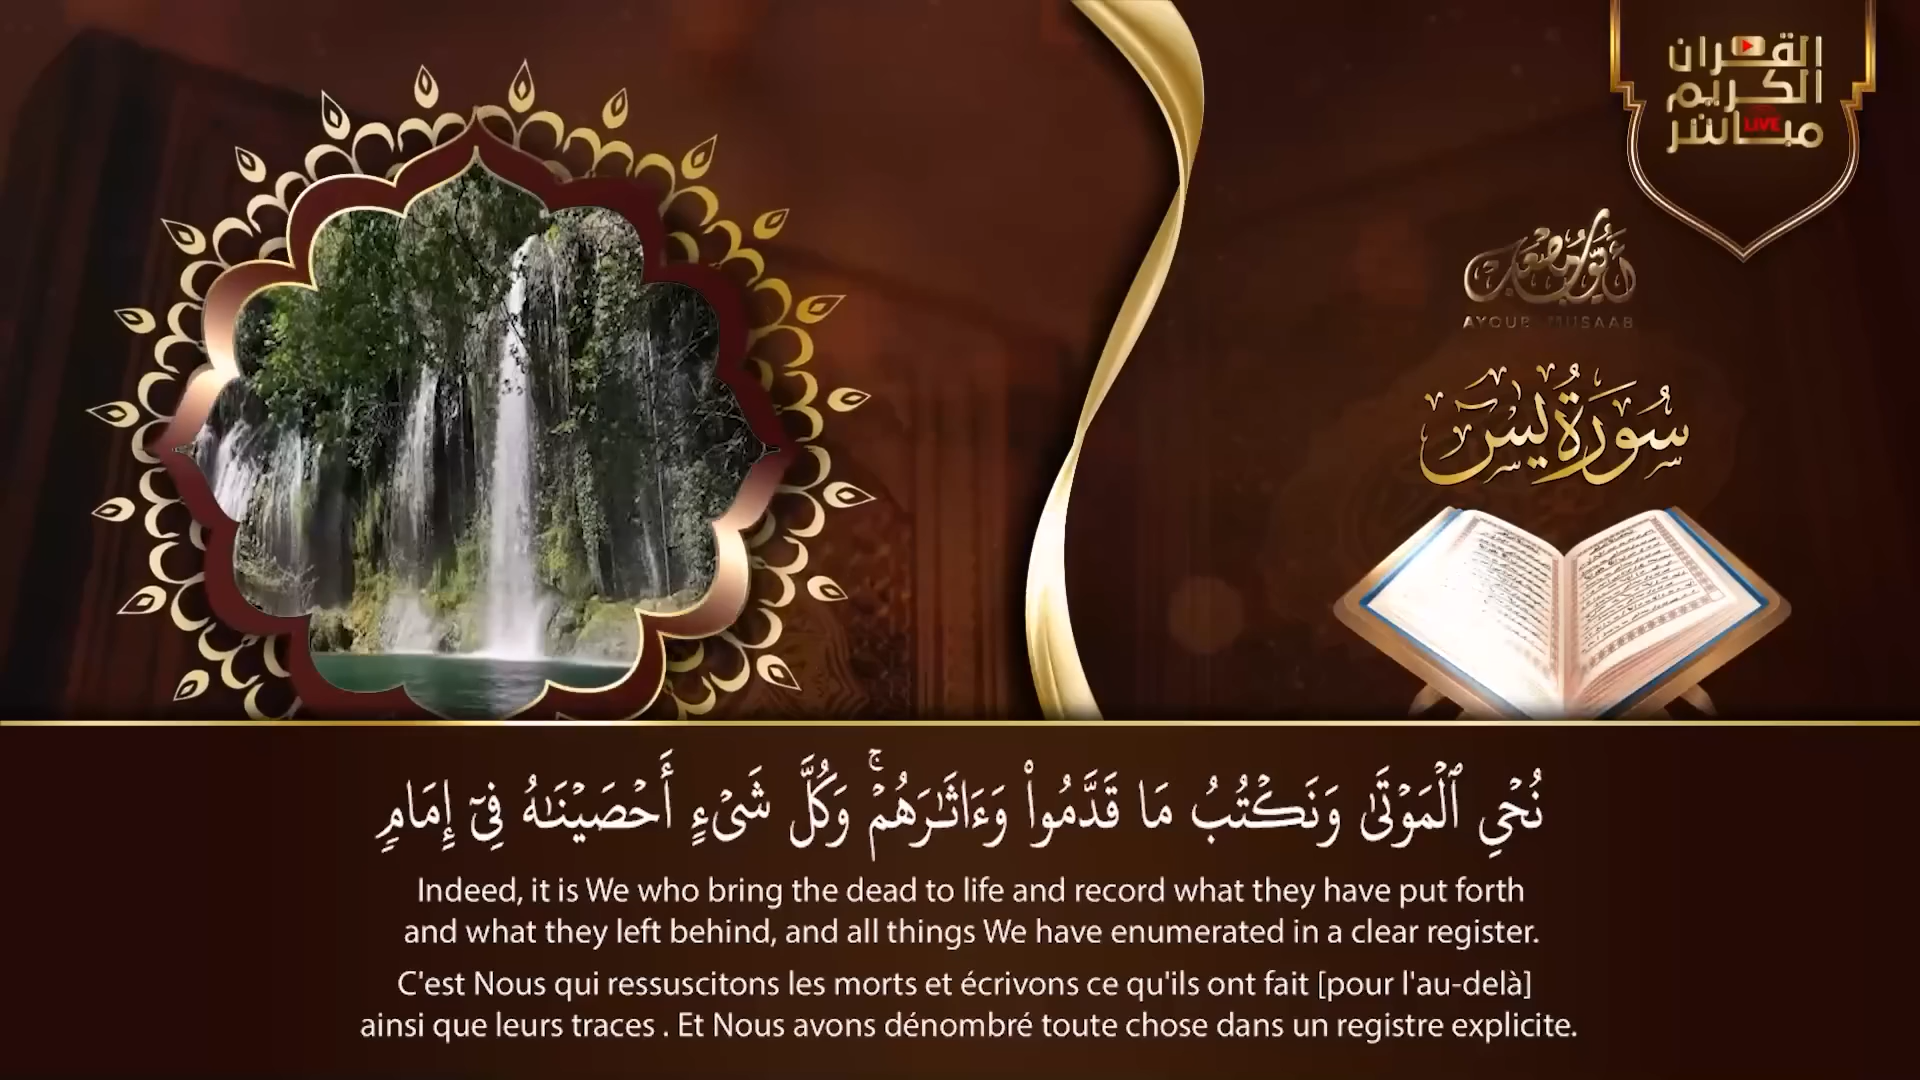 القرآن
الكريم
مباشر
LIVE
أيوب مصعب
AYOUB MUSAAB
سُورَةُ يسٓ
نُحْىِ ٱلْمَوْتَىٰ وَنَكْتُبُ مَا قَدَّمُوا۟ وَءَاثَـٰرَهُمْ ۚ وَكُلَّ شَىْءٍ أَحْصَيْنَـٰهُ فِىٓ إِمَامٍ
Indeed, it is We who bring the dead to life and record what they have put forth
and what they left behind, and all things We have enumerated in a clear register.
C'est Nous qui ressuscitons les morts et écrivons ce qu'ils ont fait [pour l'au-delà]
ainsi que leurs traces . Et Nous avons dénombré toute chose dans un registre explicite.